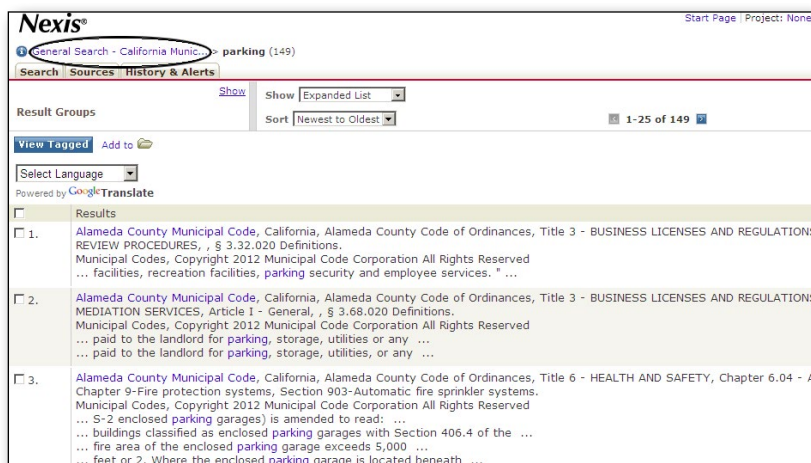 Nexis®
Start Page | Project: None
General Search - California Munic... > parking (149)
Search Sources History & Alerts
Show
Result Groups
Show Expanded List
Sort Newest to Oldest
1-25 of 149
View Tagged Add to
Select Language
Powered by Google Translate
Results
1. Alameda County Municipal Code, California, Alameda County Code of Ordinances, Title 3 - BUSINESS LICENSES AND REGULATIONS
REVIEW PROCEDURES, , § 3.32.020 Definitions.
Municipal Codes, Copyright 2012 Municipal Code Corporation All Rights Reserved
... facilities, recreation facilities, parking security and employee services. " ...
2. Alameda County Municipal Code, California, Alameda County Code of Ordinances, Title 3 - BUSINESS LICENSES AND REGULATIONS
MEDIATION SERVICES, Article I - General, , § 3.68.020 Definitions.
Municipal Codes, Copyright 2012 Municipal Code Corporation All Rights Reserved
... paid to the landlord for parking, storage, utilities or any ...
... paid to the landlord for parking, storage, utilities, or any ...
3. Alameda County Municipal Code, California, Alameda County Code of Ordinances, Title 6 - HEALTH AND SAFETY, Chapter 6.04 - A
Chapter 9-Fire protection systems, Section 903-Automatic fire sprinkler systems.
Municipal Codes, Copyright 2012 Municipal Code Corporation All Rights Reserved
... S-2 enclosed parking garages) is amended to read: ...
... buildings classified as enclosed parking garages with Section 406.4 of the ...
... fire area of the enclosed parking garage exceeds 5,000 ...
... feet or 2. Where the enclosed parking garage is located beneath ...